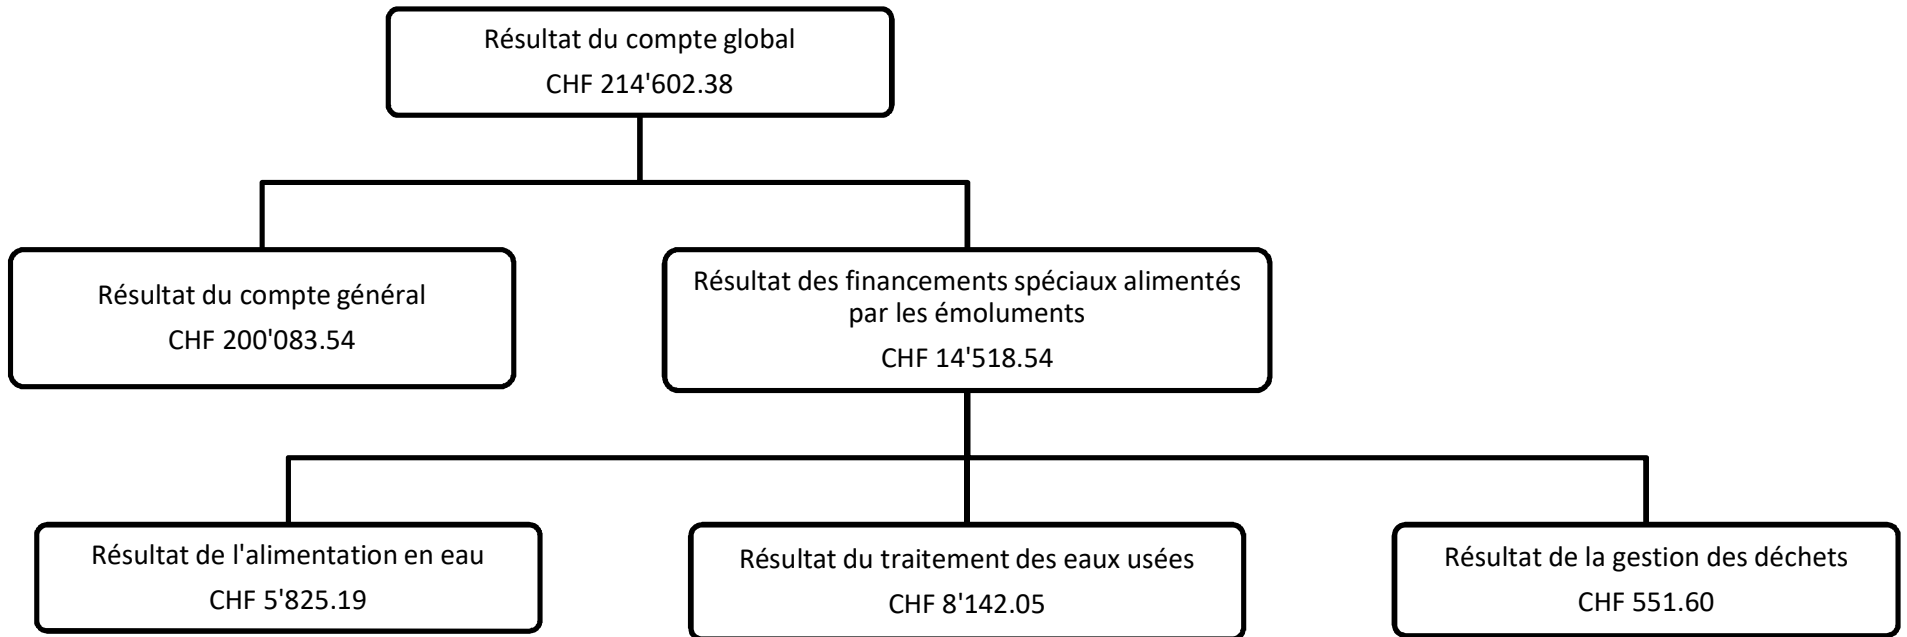 Résultat du compte global
CHF 214'602.38
Résultat du compte général
CHF 200'083.54
Résultat des financements spéciaux alimentés
par les émoluments
CHF 14'518.54
Résultat de l'alimentation en eau
CHF 5'825.19
Résultat du traitement des eaux usées
CHF 8'142.05
Résultat de la gestion des déchets
CHF 551.60